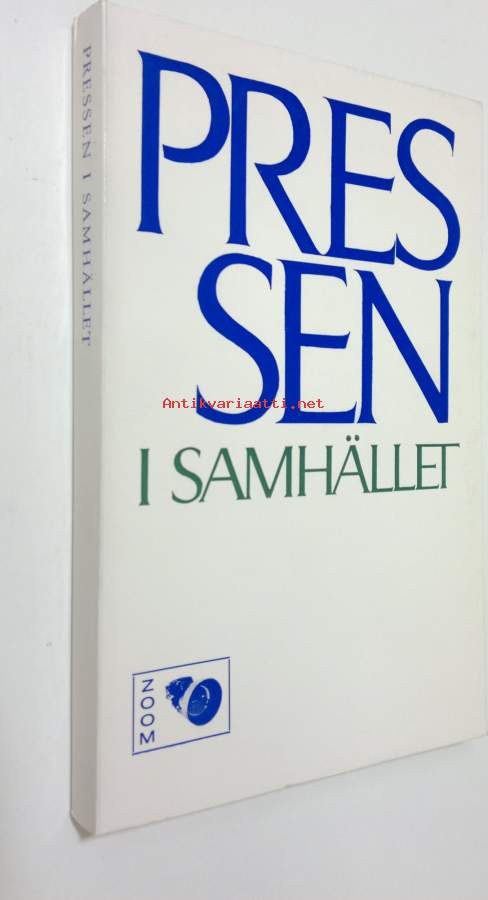 PRESSEN I SAMHÄLLET
PRES
SEN
Antikvariaatti.net
I SAMHÄLLET
ZOOM